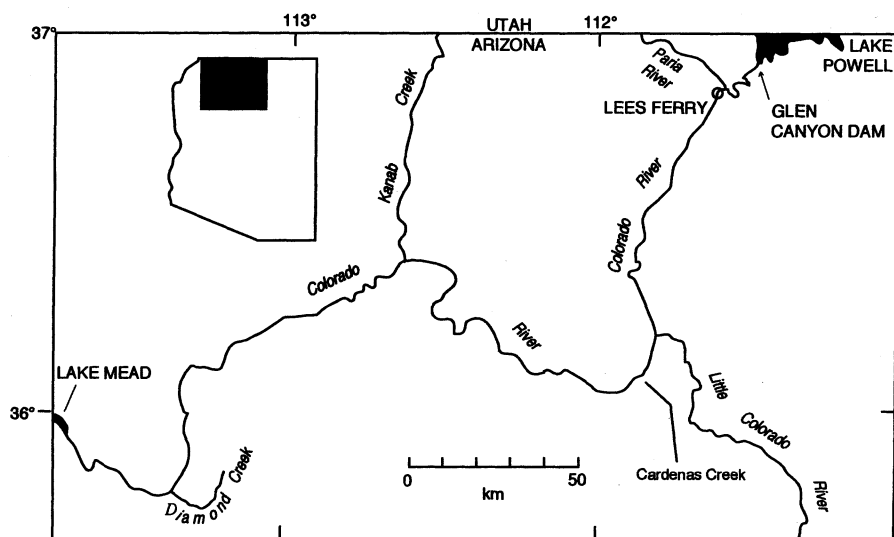 113°
112°
37°
UTAH
ARIZONA
LAKE
POWELL
Paria
River
LEES FERRY
GLEN
CANYON DAM
Creek
Kanab
River
Colorado
Colorado
River
LAKE MEAD
36°
Little
Colorado
River
Cardenas Creek
0 50
km
Diamond Creek